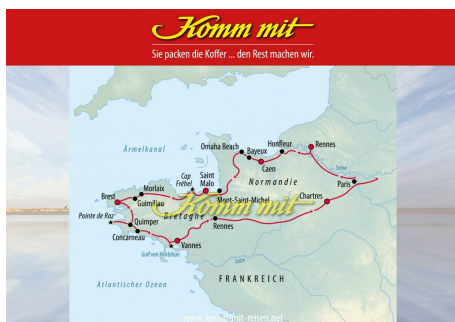 Komm mit
Sie packen die Koffer ... den Rest machen wir.
Ärmelkanal
Omaha Beach
Bayeux
Caen
Honfleur
Rennes
Seine
Cap
Fréhel
Saint
Malo
Normandie
Paris
Morlaix
Guimiliau
Brest
Mont-Saint-Michel
Chartres
Komm mit
Bretagne
Pointe de Raz
Quimper
Rennes
Concarneau
Vannes
Golf von Morbihan
FRANKREICH
Atlantischer Ozean
www.komm-mit-reisen.net